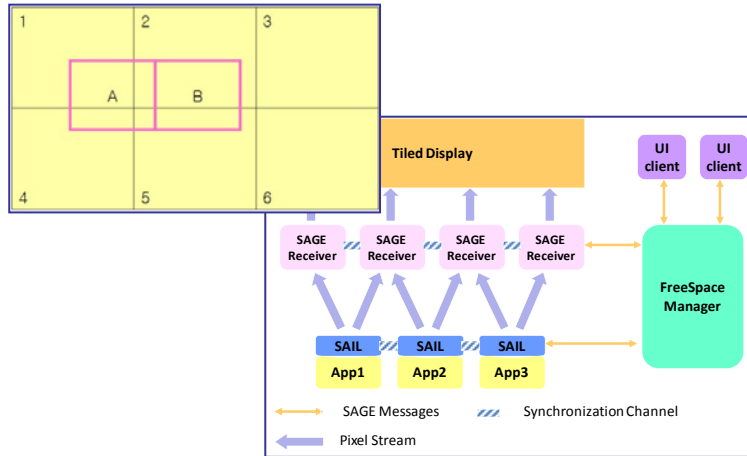 1 2 3
A B
4 5 6
Tiled Display
UI
client
UI
client
SAGE
Receiver
SAGE
Receiver
SAGE
Receiver
SAGE
Receiver
FreeSpace
Manager
SAIL SAIL SAIL
App1 App2 App3
SAGE Messages
Synchronization Channel
Pixel Stream